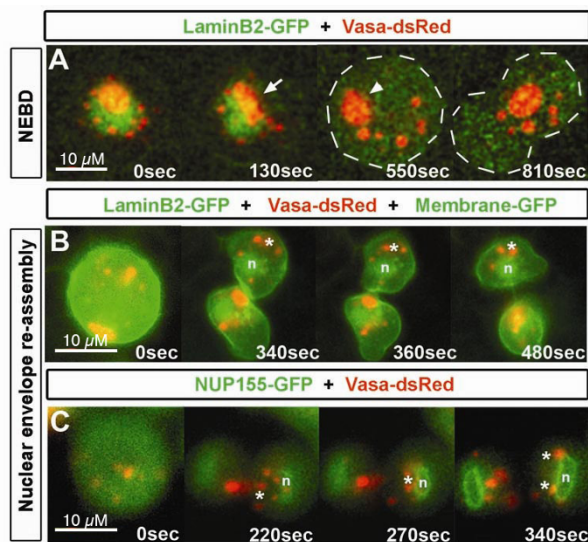 LaminB2-GFP + Vasa-dsRed
NEBD
A
10 µM
0sec
130sec
550sec
810sec
LaminB2-GFP + Vasa-dsRed + Membrane-GFP
Nuclear envelope re-assembly
B
*
*
*
n
n
n
10 µM
0sec
340sec
360sec
480sec
NUP155-GFP + Vasa-dsRed
C
*
*
n
*
n
*
n
10 µM
0sec
220sec
270sec
340sec